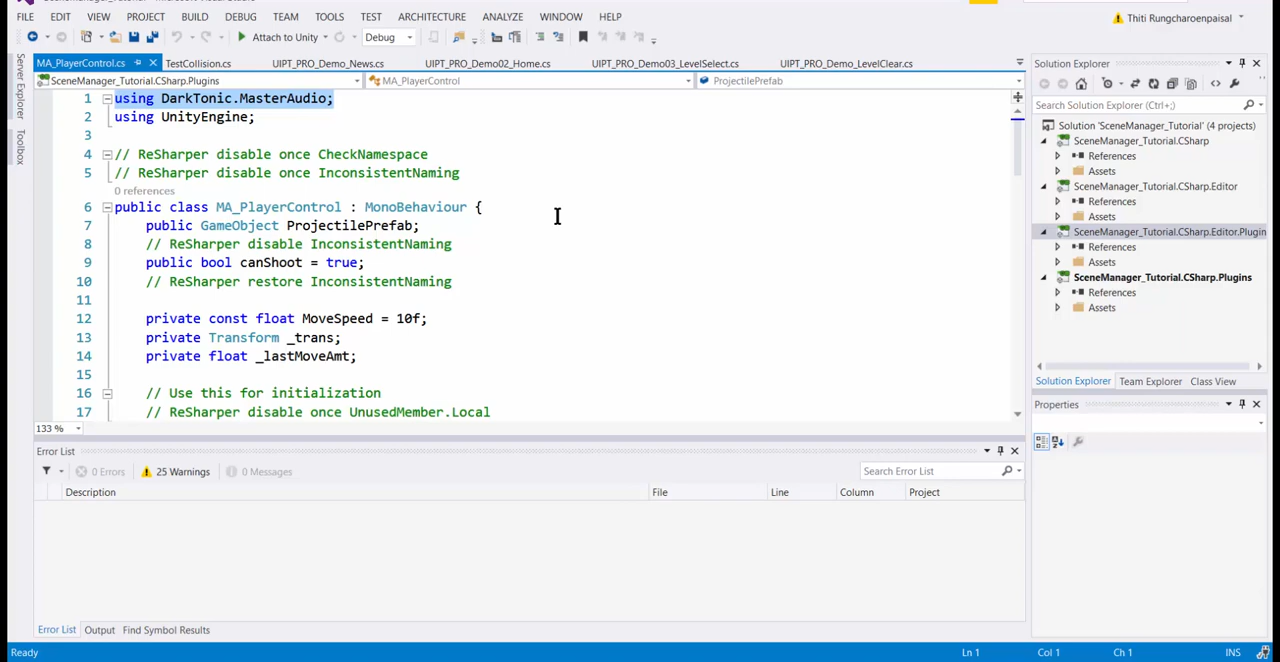 FILE EDIT VIEW PROJECT BUILD DEBUG TEAM TOOLS TEST ARCHITECTURE ANALYZE WINDOW HELP Thiti Rungcharoenpaisal
Attach to Unity Debug
Server Explorer
Toolbox
MA_PlayerControl.cs TestCollision.cs UIPT_PRO_Demo_News.cs UIPT_PRO_Demo02_Home.cs UIPT_PRO_Demo03_LevelSelect.cs UIPT_PRO_Demo_LevelClear.cs
SceneManager_Tutorial.CSharp.Plugins MA_PlayerControl ProjectilePrefab
1 using DarkTonic.MasterAudio;
2 using UnityEngine;
3
4 // ReSharper disable once CheckNamespace
5 // ReSharper disable once InconsistentNaming
0 references
6 public class MA_PlayerControl : MonoBehaviour {
7 public GameObject ProjectilePrefab;
8 // ReSharper disable InconsistentNaming
9 public bool canShoot = true;
10 // ReSharper restore InconsistentNaming
11
12 private const float MoveSpeed = 10f;
13 private Transform _trans;
14 private float _lastMoveAmt;
15
16 // Use this for initialization
17 // ReSharper disable once UnusedMember.Local
133 %
Solution Explorer
Search Solution Explorer (Ctrl+;)
Solution 'SceneManager_Tutorial' (4 projects)
SceneManager_Tutorial.CSharp
References
Assets
SceneManager_Tutorial.CSharp.Editor
References
Assets
SceneManager_Tutorial.CSharp.Editor.Plugin
References
Assets
SceneManager_Tutorial.CSharp.Plugins
References
Assets
Solution Explorer Team Explorer Class View
Properties
Error List
0 Errors 25 Warnings 0 Messages Search Error List
Description File Line Column Project
Error List Output Find Symbol Results
Ready Ln 1 Col 1 Ch 1 INS